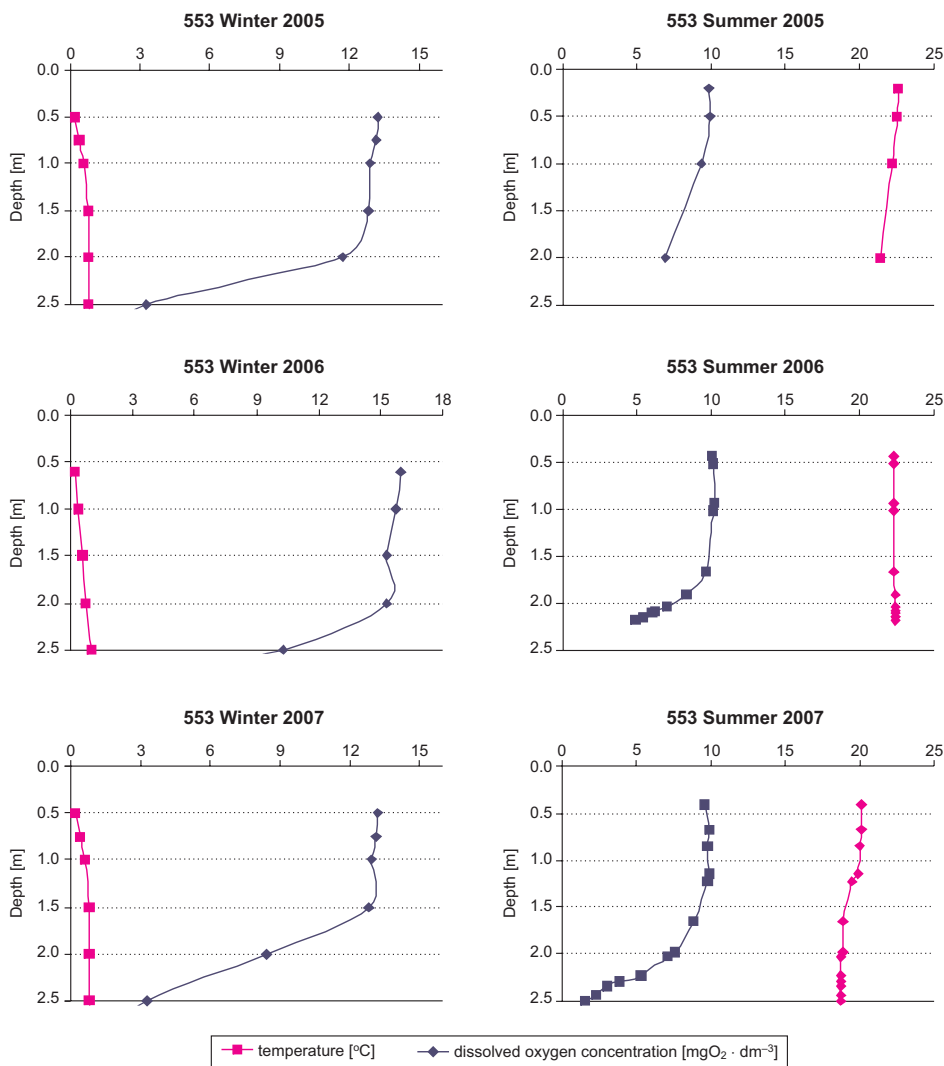 553 Winter 2005
0 3 6 9 12 15
0.0
0.5
1.0
1.5
2.0
2.5
Depth [m]
553 Summer 2005
0 5 10 15 20 25
0.0
0.5
1.0
1.5
2.0
2.5
Depth [m]
553 Winter 2006
0 3 6 9 12 15 18
0.0
0.5
1.0
1.5
2.0
2.5
Depth [m]
553 Summer 2006
0 5 10 15 20 25
0.0
0.5
1.0
1.5
2.0
2.5
Depth [m]
553 Winter 2007
0 3 6 9 12 15
0.0
0.5
1.0
1.5
2.0
2.5
Depth [m]
553 Summer 2007
0 5 10 15 20 25
0.0
0.5
1.0
1.5
2.0
2.5
Depth [m]
temperature [°C] dissolved oxygen concentration [mgO₂ · dm⁻³]